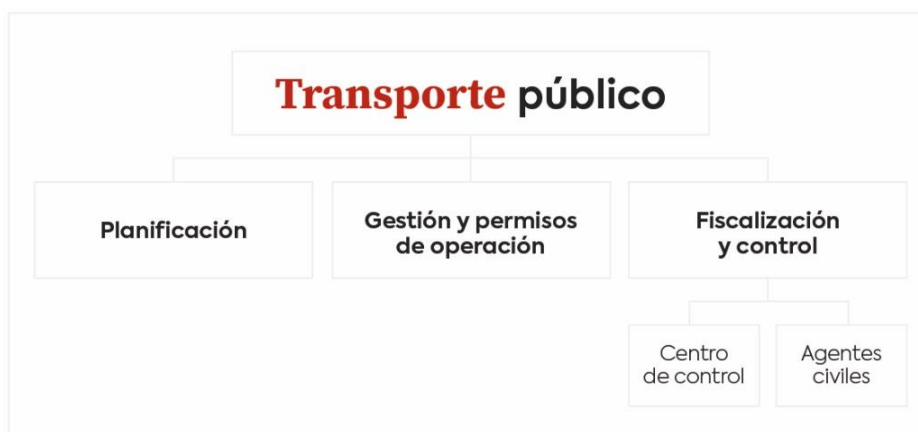 Transporte público
Planificación
Gestión y permisos
de operación
Fiscalización
y control
Centro
de control
Agentes
civiles